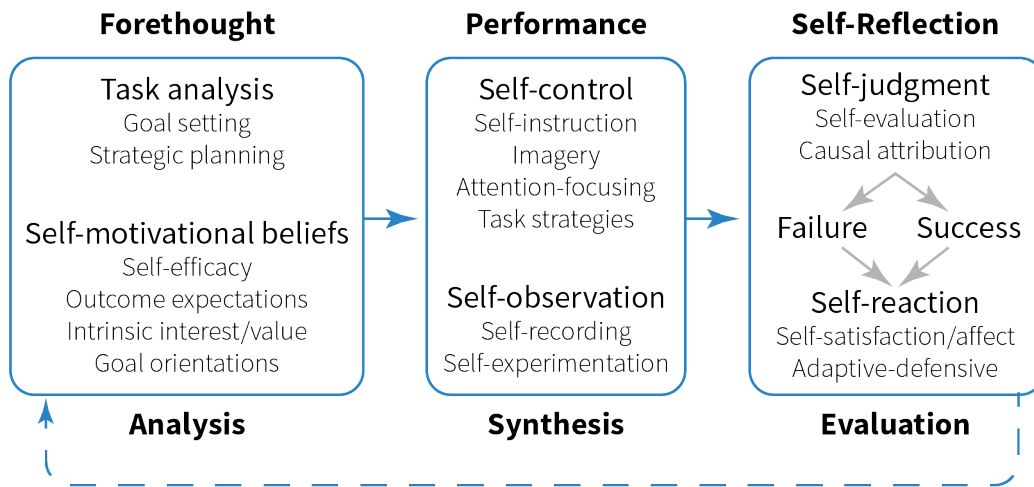 Forethought
Task analysis
Goal setting
Strategic planning
Self-motivational beliefs
Self-efficacy
Outcome expectations
Intrinsic interest/value
Goal orientations
Analysis
Performance
Self-control
Self-instruction
Imagery
Attention-focusing
Task strategies
Self-observation
Self-recording
Self-experimentation
Synthesis
Self-Reflection
Self-judgment
Self-evaluation
Causal attribution
Failure
Success
Self-reaction
Self-satisfaction/affect
Adaptive-defensive
Evaluation